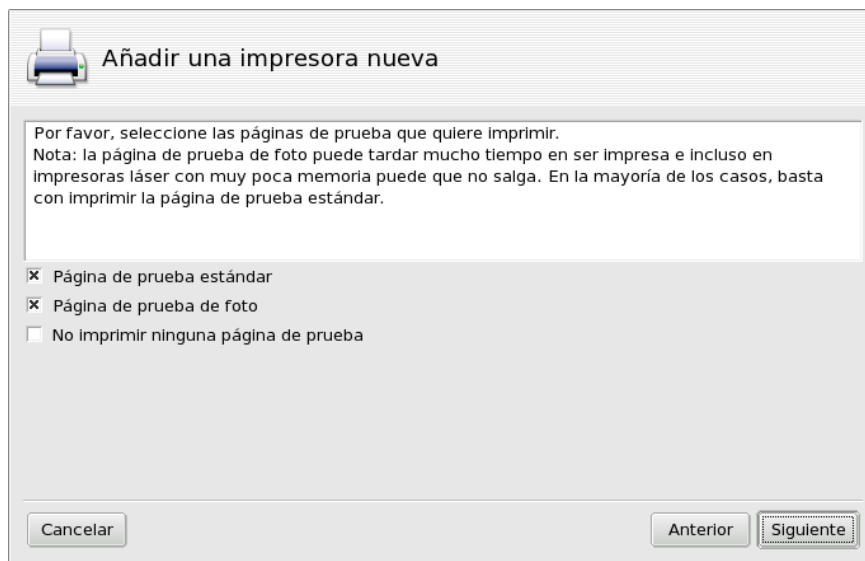 Añadir una impresora nueva
Por favor, seleccione las páginas de prueba que quiere imprimir.
Nota: la página de prueba de foto puede tardar mucho tiempo en ser impresa e incluso en
impresoras láser con muy poca memoria puede que no salga. En la mayoría de los casos, basta
con imprimir la página de prueba estándar.
Página de prueba estándar
Página de prueba de foto
No imprimir ninguna página de prueba
Cancelar
Anterior
Siguiente